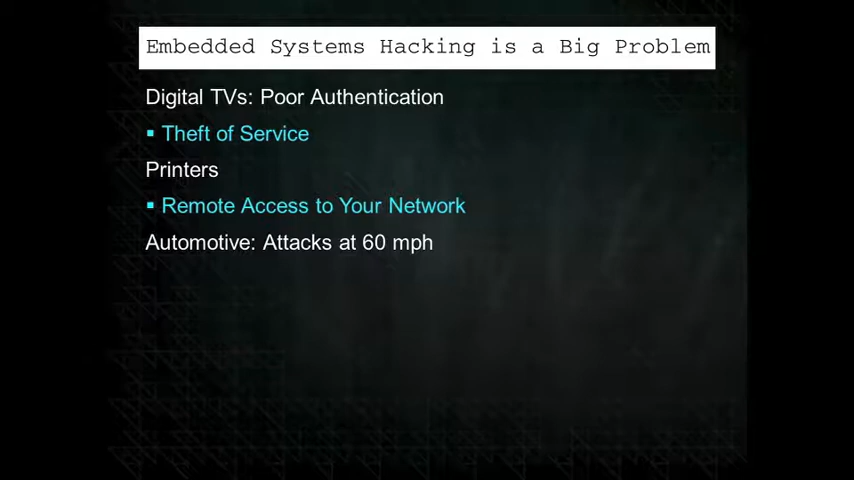 Embedded Systems Hacking is a Big Problem
Digital TVs: Poor Authentication
▪ Theft of Service
Printers
▪ Remote Access to Your Network
Automotive: Attacks at 60 mph